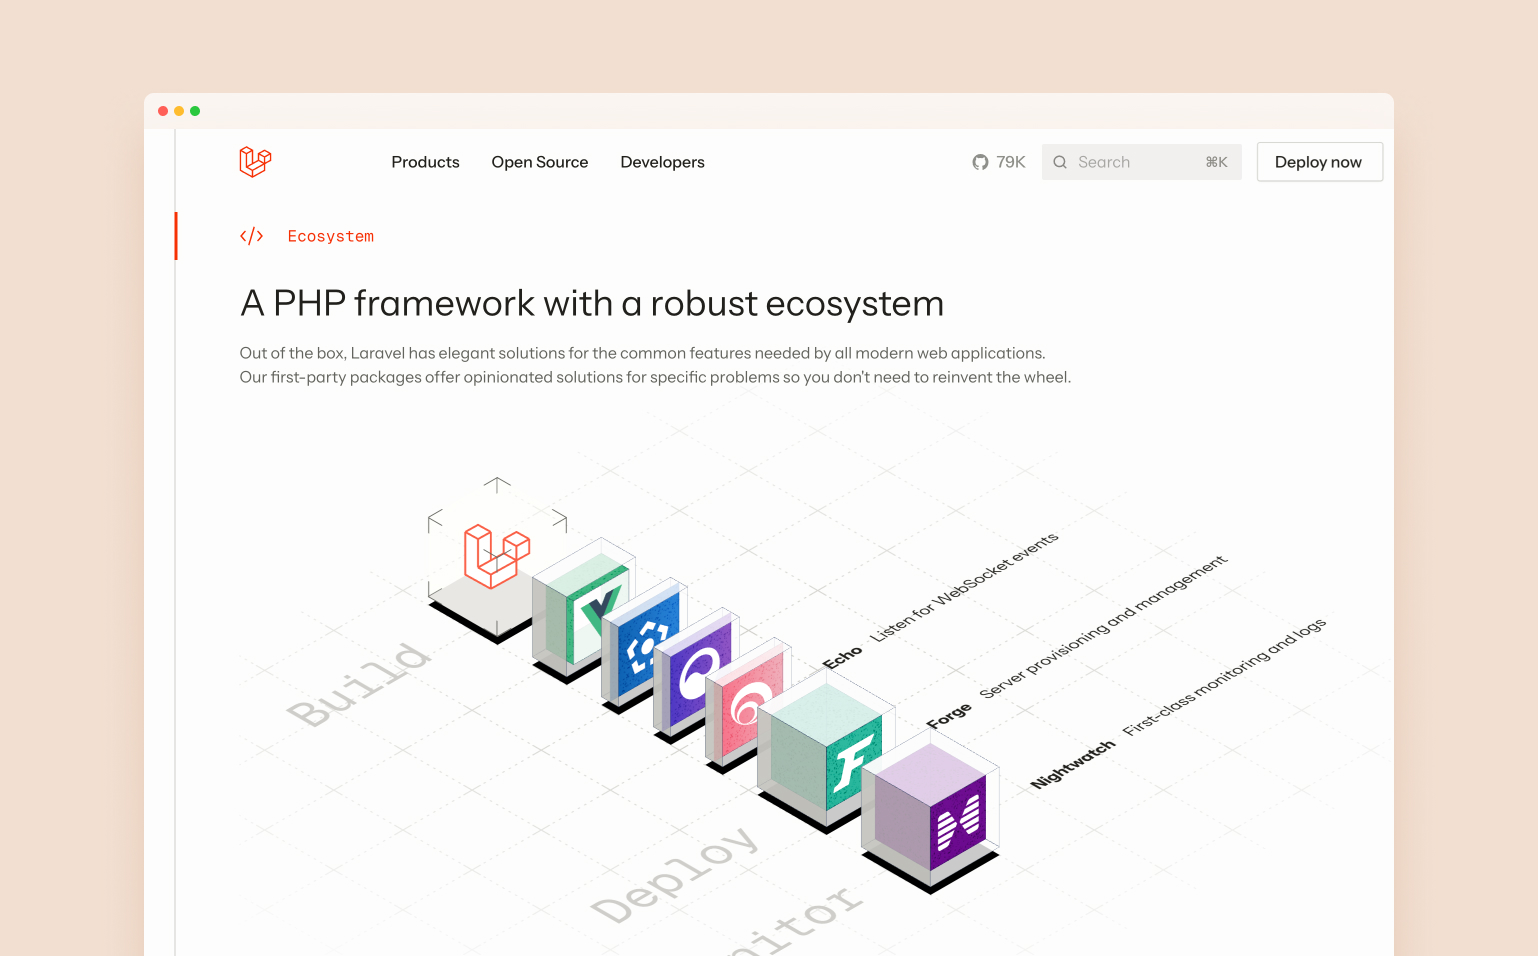 Products Open Source Developers 79K Search ⌘K Deploy now
Ecosystem
A PHP framework with a robust ecosystem
Out of the box, Laravel has elegant solutions for the common features needed by all modern web applications.
Our first-party packages offer opinionated solutions for specific problems so you don't need to reinvent the wheel.
Echo Listen for WebSocket events
Forge Server provisioning and management
Nightwatch First-class monitoring and logs
Build
Deploy
nitor